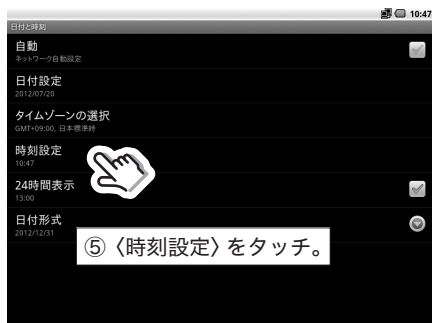 10:47
日付と時刻
自動
ネットワーク自動設定
日付設定
2012/07/20
タイムゾーンの選択
GMT+09:00, 日本標準時
時刻設定
10:47
24時間表示
13:00
日付形式
2012/12/31
⑤〈時刻設定〉をタッチ。